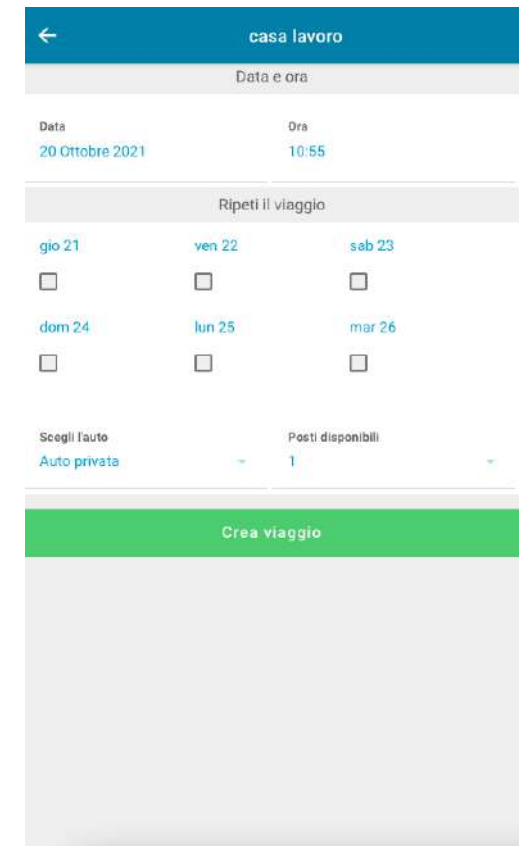 casa lavoro
Data e ora
Data Ora
20 Ottobre 2021 10:55
Ripeti il viaggio
gio 21 ven 22 sab 23
dom 24 lun 25 mar 26
Scegli l'auto Posti disponibili
Auto privata 1
Crea viaggio